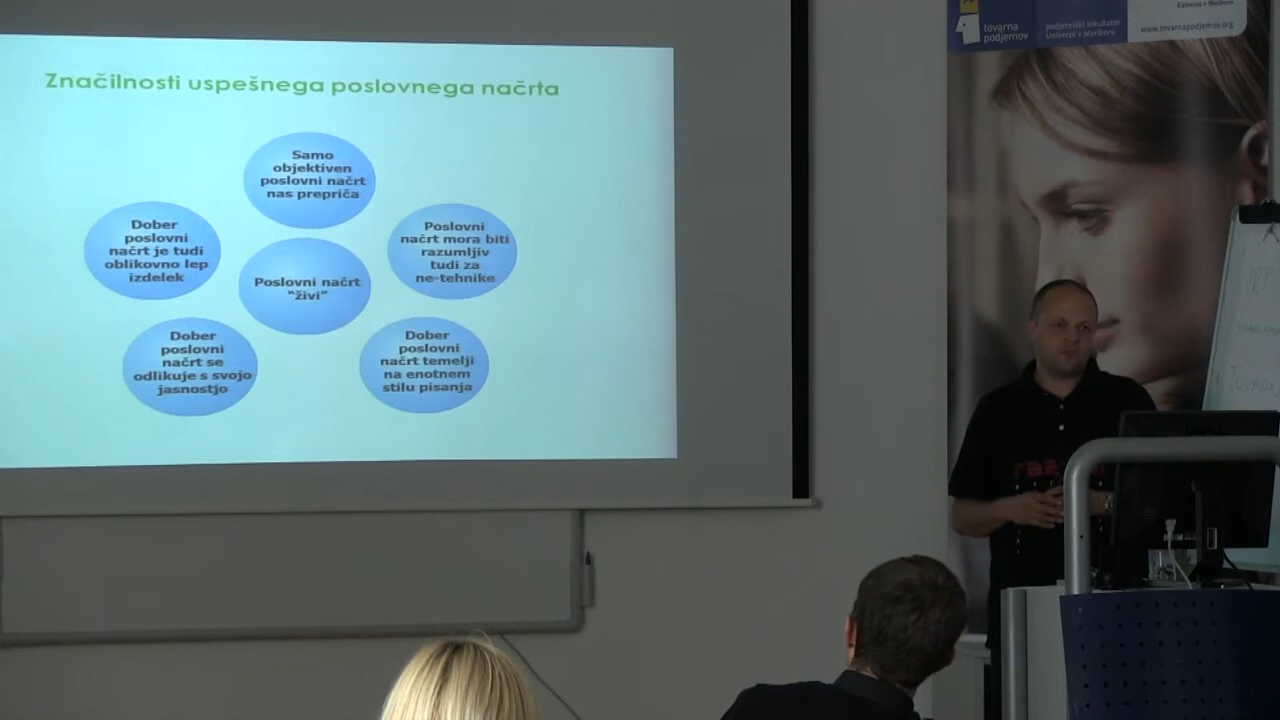 Značilnosti uspešnega poslovnega načrta
Samo
objektiven
poslovni načrt
nas prepriča
Dober
poslovni
načrt je tudi
oblikovno lep
izdelek
Poslovni načrt
"živi"
Poslovni
načrt mora biti
razumljiv
tudi za
ne-tehnike
Dober
poslovni
načrt se
odlikuje s svojo
jasnostjo
Dober
poslovni
načrt temelji
na enotnem
stilu pisanja
tovarna
podjemov
podjetniški inkubator
Univerze v Mariboru
www.tovarnapodjemov.org